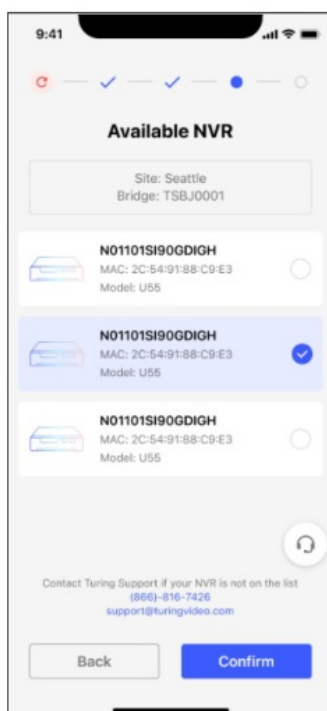 9:41
Available NVR
Site: Seattle
Bridge: TSBJ0001
N01101SI90GDIGH
MAC: 2C:54:91:88:C9:E3
Model: U55
N01101SI90GDIGH
MAC: 2C:54:91:88:C9:E3
Model: U55
N01101SI90GDIGH
MAC: 2C:54:91:88:C9:E3
Model: U55
Contact Turing Support if your NVR is not on the list
(866)-816-7426
support@turingvideo.com
Back
Confirm